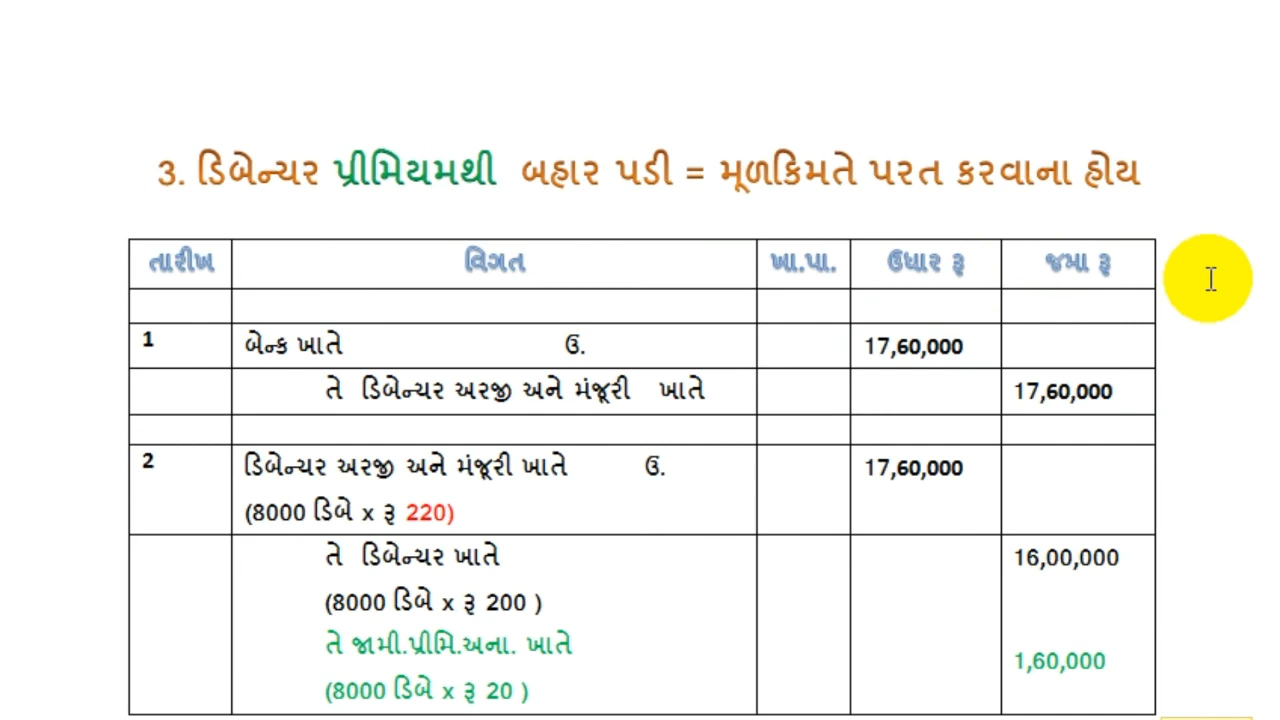 3. ડિબેન્ચર પ્રીમિયમથી બહાર પડી = મૂળકિમતે પરત કરવાના હોય
તારીખ વિગત ખા.પા. ઉધાર રૂ જમા રૂ
1 બેન્ક ખાતે ઉ. 17,60,000
તે ડિબેન્ચર અરજી અને મંજૂરી ખાતે 17,60,000
2 ડિબેન્ચર અરજી અને મંજૂરી ખાતે ઉ. 17,60,000
(8000 ડિબે x રૂ 220)
તે ડિબેન્ચર ખાતે 16,00,000
(8000 ડિબે x રૂ 200 )
તે જામી.પ્રીમિ.અના. ખાતે 1,60,000
(8000 ડિબે x રૂ 20 )